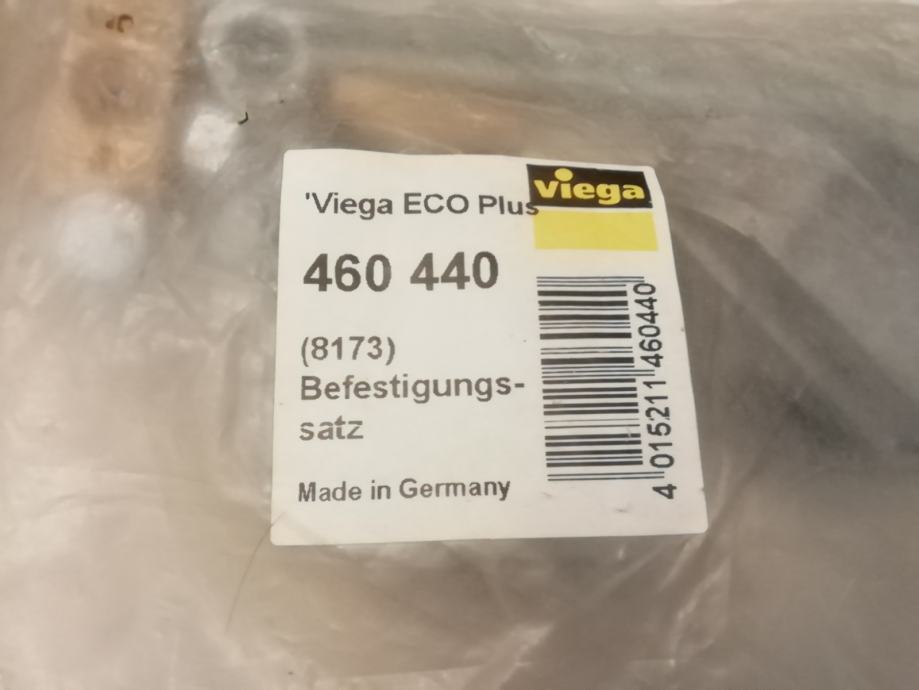 'Viega ECO Plus
viega
460 440
(8173)
Befestigungs-
satz
Made in Germany
4 015211 460440